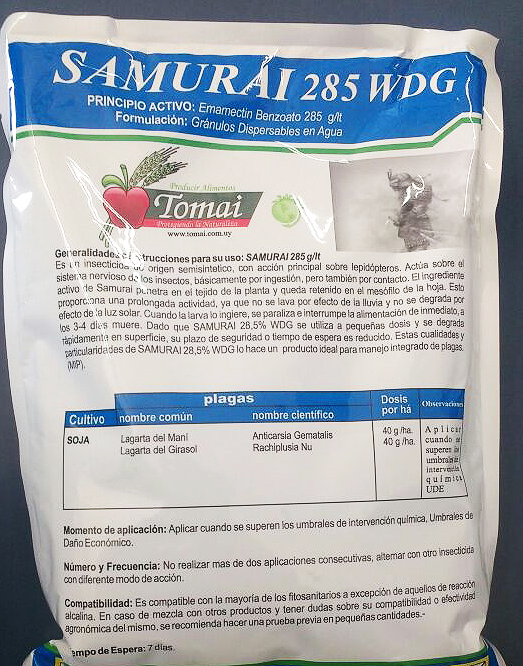 SAMURAI 285 WDG
PRINCIPIO ACTIVO: Emamectin Benzoato 285 g/lt
Formulación: Gránulos Dispersables en Agua
Producir Alimentos
Tomai
Protegiendo la Naturaleza
www.tomai.com.uy
Generalidades e instrucciones para su uso: SAMURAI 285 g/lt
Es un insecticida de origen semisintetico, con acción principal sobre lepidópteros. Actúa sobre el
sistema nervioso de los insectos, básicamente por ingestión, pero también por contacto. El ingrediente
activo de Samurai penetra en el tejido de la planta y queda retenido en el mesófilo de la hoja. Esto
proporciona una prolongada actividad, ya que no se lava por efecto de la lluvia y no se degrada por
efecto de la luz solar. Cuando la larva lo ingiere, se paraliza e interrumpe la alimentación de inmediato, a
los 3-4 días muere. Dado que SAMURAI 28,5% WDG se utiliza a pequeñas dosis y se degrada
rápidamente en superficie, su plazo de seguridad o tiempo de espera es reducido. Estas cualidades y
particularidades de SAMURAI 28,5% WDG lo hace un producto ideal para manejo integrado de plagas.
(MIP).
plagas
Cultivo nombre común nombre científico Dosis por há Observaciones
SOJA Lagarta del Maní Anticarsia Gematalis 40 g /ha.
Lagarta del Girasol Rachiplusia Nu 40 g /ha.
Aplicar
cuando se
superen los
umbrales de
intervención
química
UDE
Momento de aplicación: Aplicar cuando se superen los umbrales de intervención química, Umbrales de
Daño Económico.
Número y Frecuencia: No realizar mas de dos aplicaciones consecutivas, alternar con otro insecticida
con diferente modo de acción.
Compatibilidad: Es compatible con la mayoría de los fitosanitarios a excepción de aquellos de reacción
alcalina. En caso de mezcla con otros productos y tener dudas sobre su compatibilidad o efectividad
agronómica del mismo, se recomienda hacer una prueba previa en pequeñas cantidades.-
empo de Espera: 7 días.